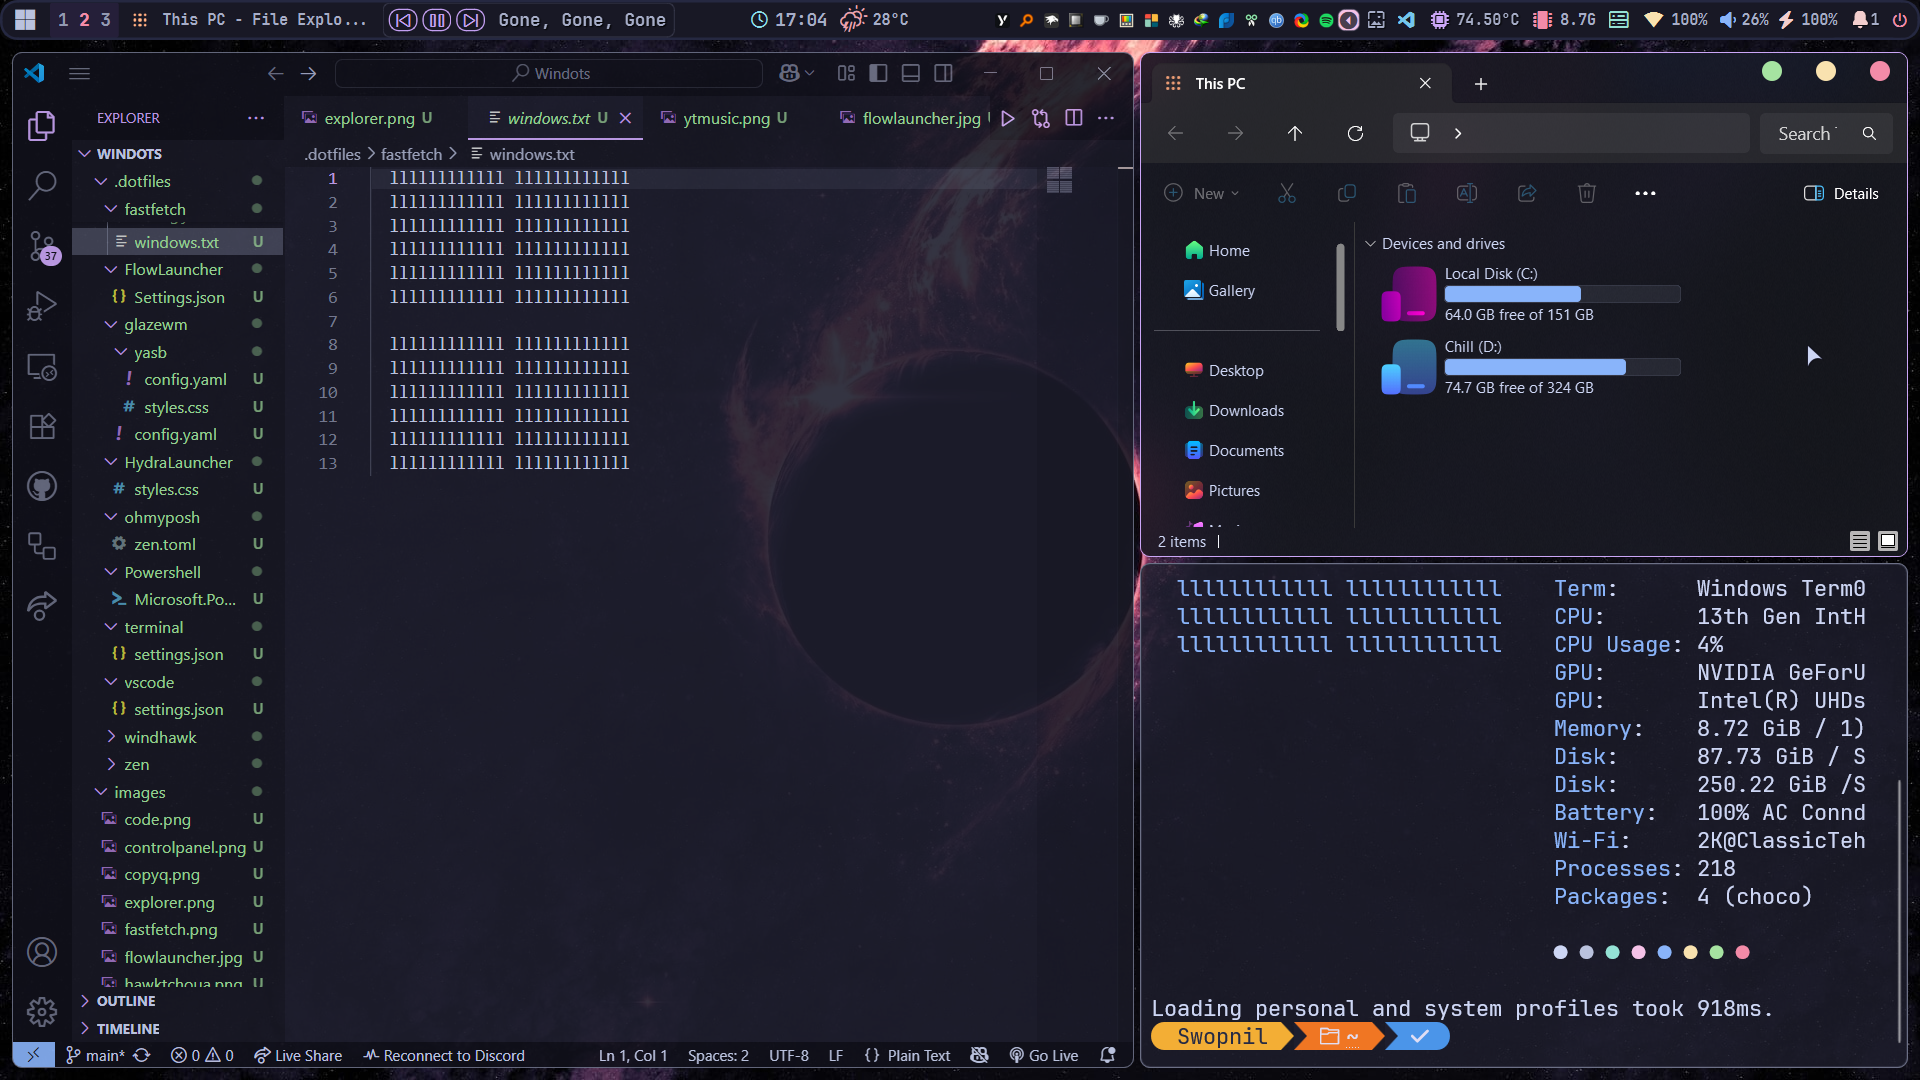 1 2 3
This PC - File Explo...
Gone, Gone, Gone
17:04
28°C
74.50°C
8.7G
100%
26%
100%
1
Windots
EXPLORER
WINDOTS
.dotfiles
fastfetch
windows.txt U
FlowLauncher
{} Settings.json U
glazewm
yasb
! config.yaml U
# styles.css U
! config.yaml U
HydraLauncher
# styles.css U
ohmyposh
zen.toml U
Powershell
Microsoft.Po... U
terminal
{} settings.json U
vscode
{} settings.json U
windhawk
zen
images
code.png U
controlpanel.png U
copyq.png U
explorer.png U
fastfetch.png U
flowlauncher.jpg U
hawktchoua.png U
OUTLINE
TIMELINE
37
explorer.png U
windows.txt U
ytmusic.png U
flowlauncher.jpg
.dotfiles > fastfetch > windows.txt
1 llllllllllll llllllllllll
2 llllllllllll llllllllllll
3 llllllllllll llllllllllll
4 llllllllllll llllllllllll
5 llllllllllll llllllllllll
6 llllllllllll llllllllllll
7
8 llllllllllll llllllllllll
9 llllllllllll llllllllllll
10 llllllllllll llllllllllll
11 llllllllllll llllllllllll
12 llllllllllll llllllllllll
13 llllllllllll llllllllllll
main*
0
0
Live Share
Reconnect to Discord
Ln 1, Col 1
Spaces: 2
UTF-8
LF
{} Plain Text
Go Live
This PC
Search
New
Details
Home
Gallery
Desktop
Downloads
Documents
Pictures
Devices and drives
Local Disk (C:)
64.0 GB free of 151 GB
Chill (D:)
74.7 GB free of 324 GB
2 items
llllllllllll llllllllllll Term: Windows Term0
llllllllllll llllllllllll CPU: 13th Gen IntH
llllllllllll llllllllllll CPU Usage: 4%
GPU: NVIDIA GeForU
GPU: Intel(R) UHDs
Memory: 8.72 GiB / 1)
Disk: 87.73 GiB / S
Disk: 250.22 GiB /S
Battery: 100% AC Connd
Wi-Fi: 2K@ClassicTeh
Processes: 218
Packages: 4 (choco)
Loading personal and system profiles took 918ms.
Swopnil ~